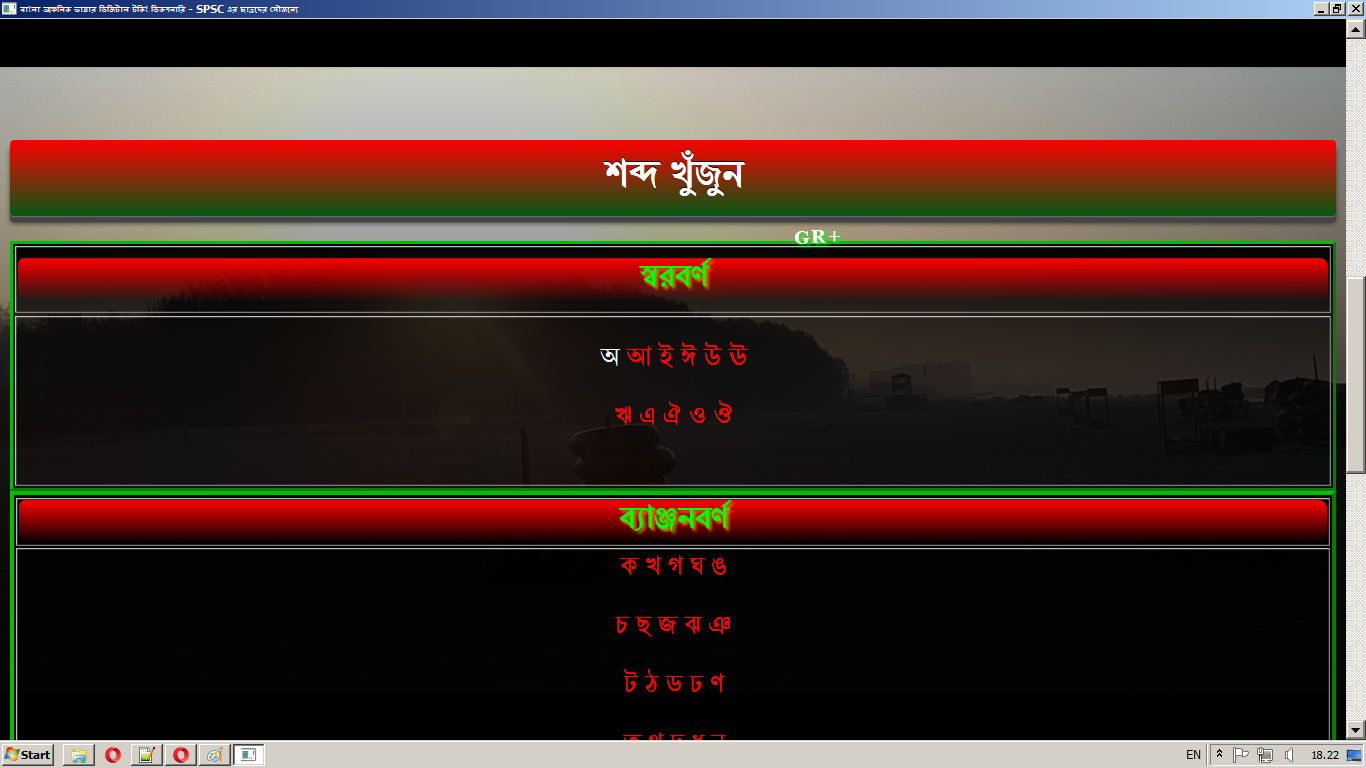 বাংলা আঞ্চলিক ভাষার ডিজিটাল টকিং ডিকশনারি - SPSC এর ছাত্রদের সৌজন্যে
শব্দ খুঁজুন
GR+
স্বরবর্ণ
অ আ ই ঈ উ ঊ
ঋ এ ঐ ও ঔ
ব্যাঞ্জনবর্ণ
ক খ গ ঘ ঙ
চ ছ জ ঝ ঞ
ট ঠ ড ঢ ণ
ত থ দ ধ ন
Start
EN
18.22